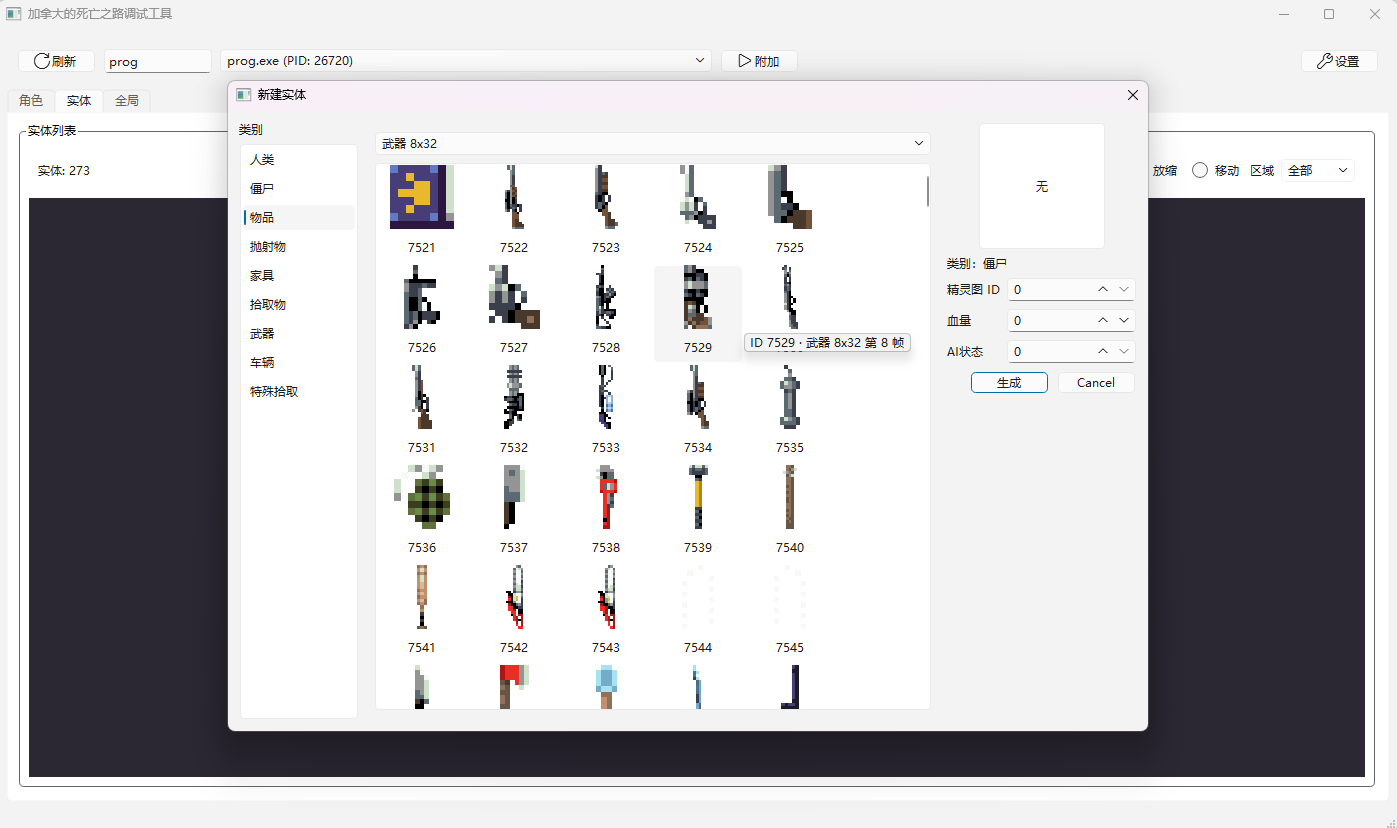 加拿大的死亡之路调试工具
刷新
prog
prog.exe (PID: 26720)
附加
设置
角色
实体
全局
实体列表
实体: 273
放缩
移动
区域
全部
新建实体
类别
人类
僵尸
物品
抛射物
家具
拾取物
武器
车辆
特殊拾取
武器 8x32
7521
7522
7523
7524
7525
7526
7527
7528
7529
ID 7529 · 武器 8x32 第 8 帧
7531
7532
7533
7534
7535
7536
7537
7538
7539
7540
7541
7542
7543
7544
7545
无
类别: 僵尸
精灵图 ID
0
血量
0
AI状态
0
生成
Cancel